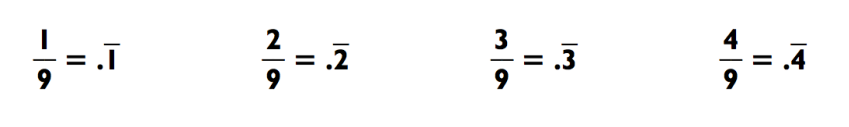 1/9 = .1̅ 2/9 = .2̅ 3/9 = .3̅ 4/9 = .4̅